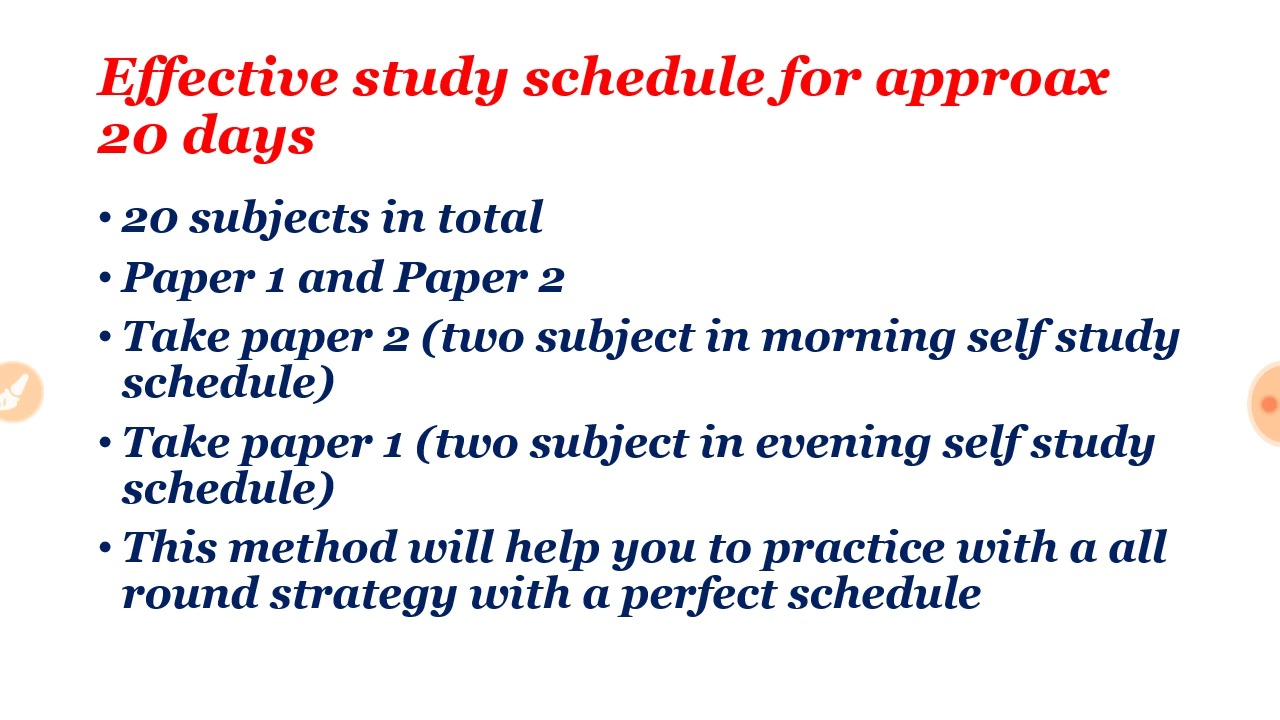 Effective study schedule for approax
20 days
• 20 subjects in total
• Paper 1 and Paper 2
• Take paper 2 (two subject in morning self study
schedule)
• Take paper 1 (two subject in evening self study
schedule)
• This method will help you to practice with a all
round strategy with a perfect schedule